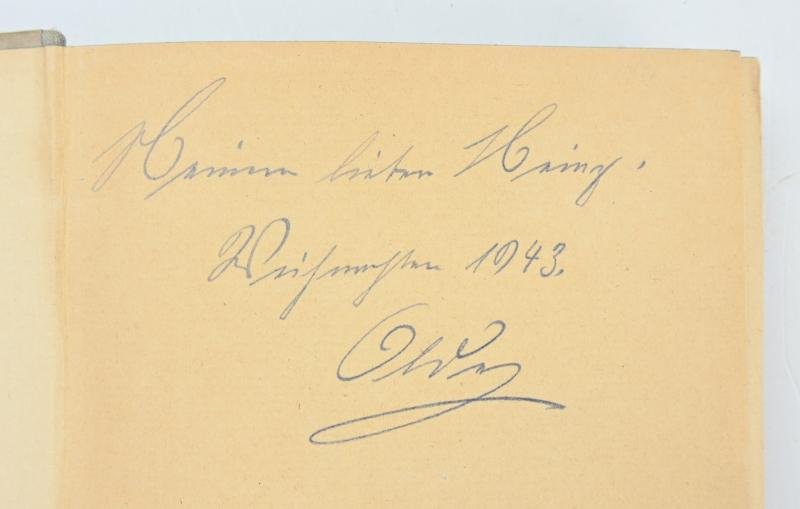 Meinem lieben Heinz.
Weihnachten 1943.